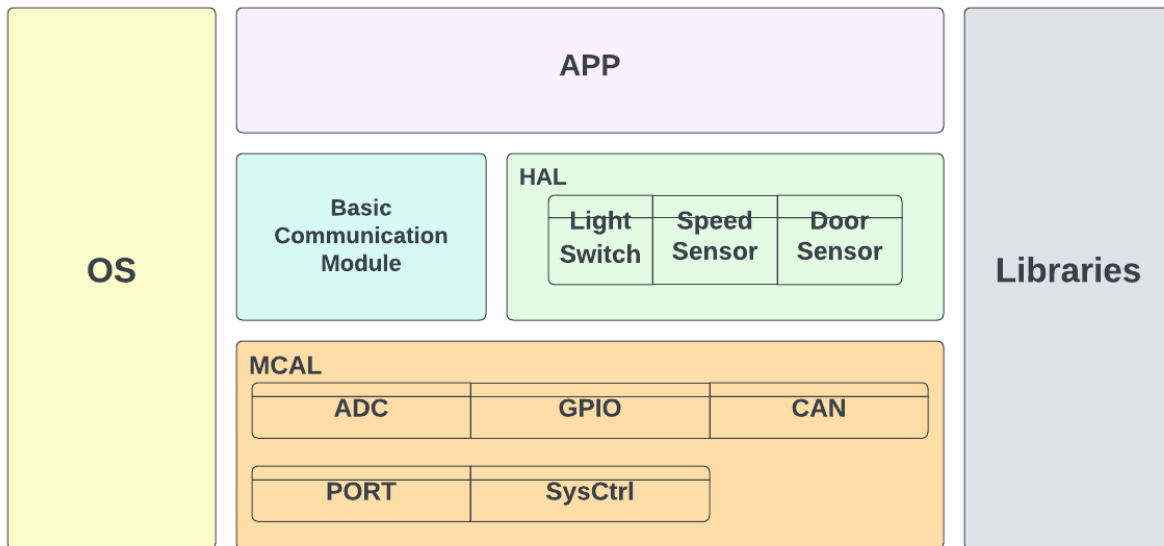 APP
OS
Basic
Communication
Module
HAL
Light
Switch
Speed
Sensor
Door
Sensor
Libraries
MCAL
ADC
GPIO
CAN
PORT
SysCtrl